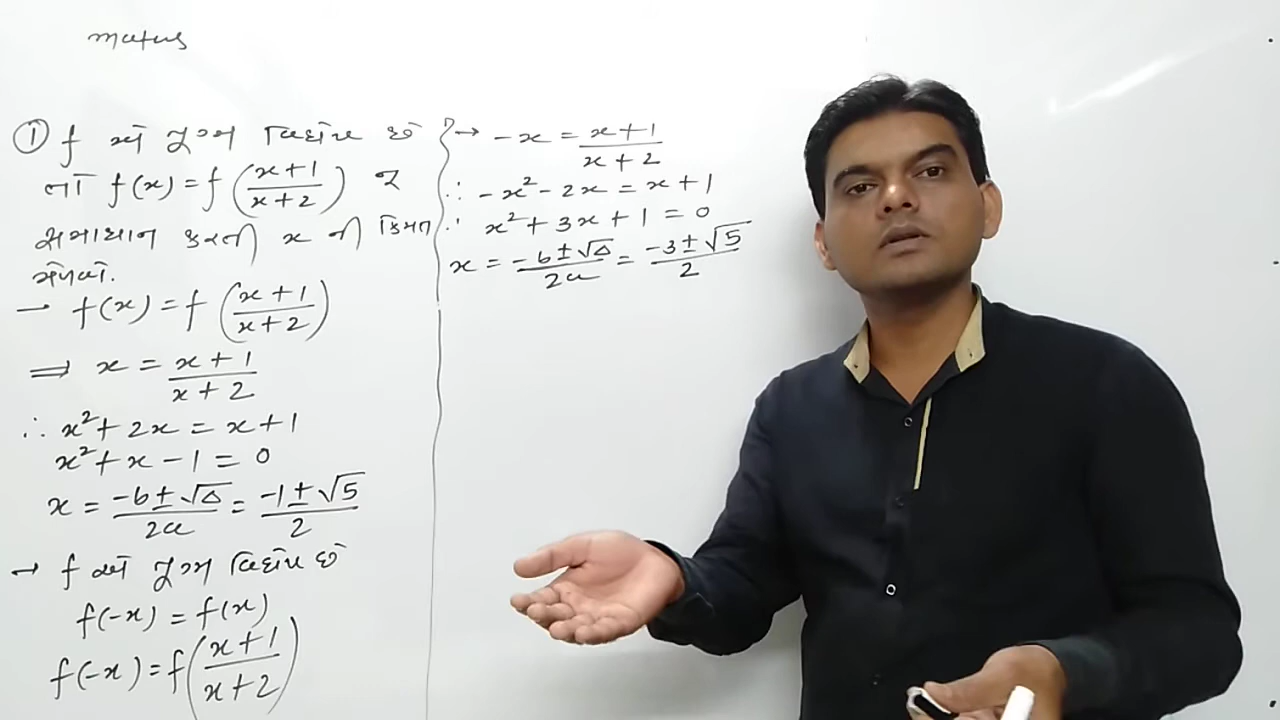 maths
① f એ યુગ્મ વિધેય છે
તો f(x) = f((x+1)/(x+2)) નું
સમાધાન કરતી x ની કિંમત
મેળવો.
→ f(x) = f((x+1)/(x+2))
⟹ x = (x+1)/(x+2)
∴ x² + 2x = x + 1
x² + x - 1 = 0
x = (-b ± √Δ)/2a = (-1 ± √5)/2
→ f એ યુગ્મ વિધેય છે
f(-x) = f(x)
f(-x) = f((x+1)/(x+2))
→ -x = (x+1)/(x+2)
∴ -x² - 2x = x + 1
∴ x² + 3x + 1 = 0
x = (-b ± √Δ)/2a = (-3 ± √5)/2